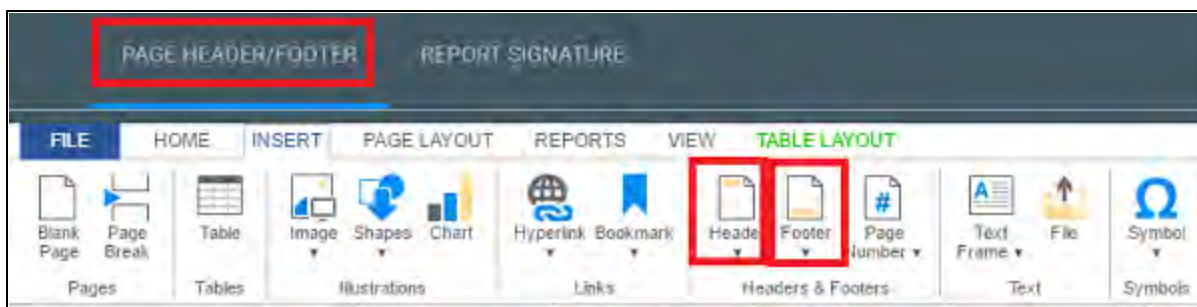 PAGE HEADER/FOOTER REPORT SIGNATURE
FILE HOME INSERT PAGE LAYOUT REPORTS VIEW TABLE LAYOUT
Blank Page Table Image Shapes Chart Hyperlink Bookmark Header Footer Page Text File Symbol
Page Break Number Frame
Pages Tables Illustrations Links Headers & Footers Text Symbols